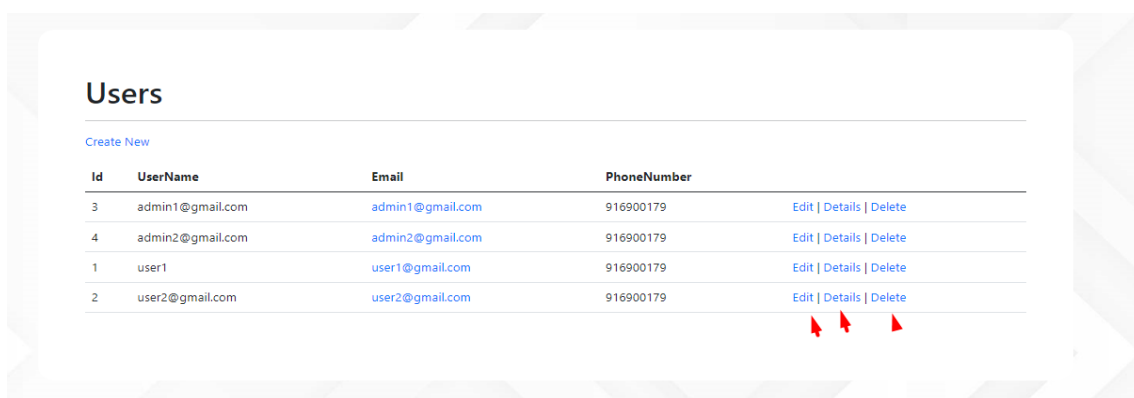 Users
Create New
Id UserName Email PhoneNumber
3 admin1@gmail.com admin1@gmail.com 916900179 Edit | Details | Delete
4 admin2@gmail.com admin2@gmail.com 916900179 Edit | Details | Delete
1 user1 user1@gmail.com 916900179 Edit | Details | Delete
2 user2@gmail.com user2@gmail.com 916900179 Edit | Details | Delete